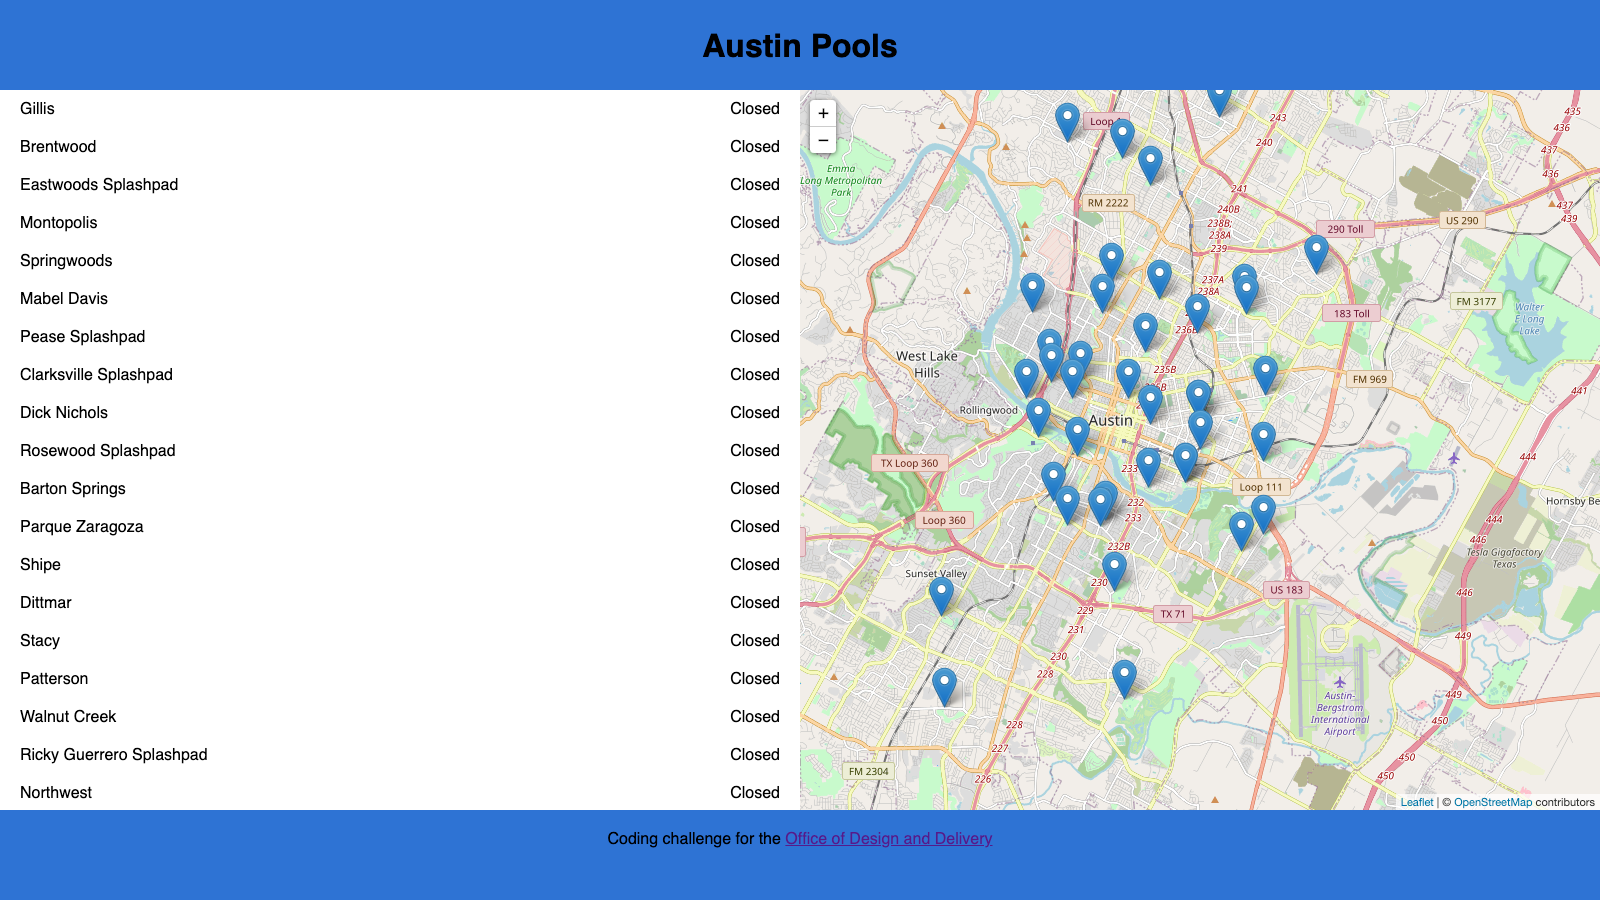 Austin Pools
Gillis Closed
Brentwood Closed
Eastwoods Splashpad Closed
Montopolis Closed
Springwoods Closed
Mabel Davis Closed
Pease Splashpad Closed
Clarksville Splashpad Closed
Dick Nichols Closed
Rosewood Splashpad Closed
Barton Springs Closed
Parque Zaragoza Closed
Shipe Closed
Dittmar Closed
Stacy Closed
Patterson Closed
Walnut Creek Closed
Ricky Guerrero Splashpad Closed
Northwest Closed
+
−
Loop
243
435
436
240
437
436
Emma
Long Metropolitan
Park
241
RM 2222
240B
437
439
238B,
238A
US 290
290 Toll
239
237A
238A
FM 3177
Walter
E Long
Lake
183 Toll
236B
West Lake
Hills
235B
FM 969
441
Rollingwood
Austin
444
TX Loop 360
233
Loop 111
232
Hornsby Be
Loop 360
233
444
446
232B
Tesla Gigafactory
Texas
Sunset Valley
230
US 183
446
229
TX 71
231
449
230
228
449
Austin-
Bergstrom
International
Airport
450
228
227
450
FM 2304
226
450
Leaflet | © OpenStreetMap contributors
Coding challenge for the Office of Design and Delivery